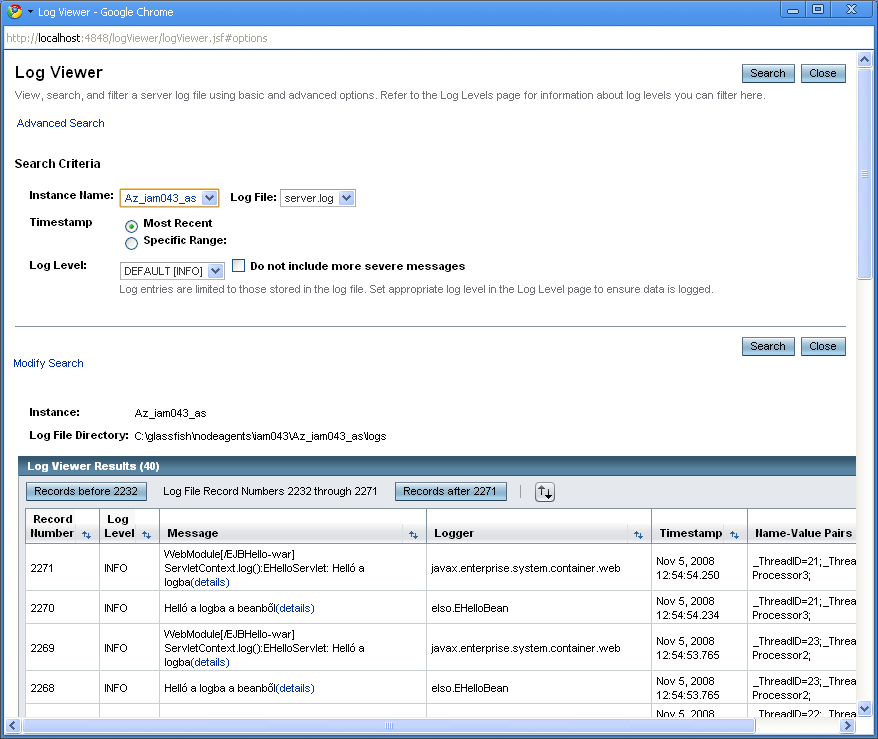 Log Viewer - Google Chrome
http://localhost:4848/logViewer/logViewer.jsf#options
Log Viewer
Search Close
View, search, and filter a server log file using basic and advanced options. Refer to the Log Levels page for information about log levels you can filter here.
Advanced Search
Search Criteria
Instance Name: Az_iam043_as Log File: server.log
Timestamp Most Recent
Specific Range:
Log Level: DEFAULT [INFO] Do not include more severe messages
Log entries are limited to those stored in the log file. Set appropriate log level in the Log Level page to ensure data is logged.
Search Close
Modify Search
Instance: Az_iam043_as
Log File Directory: C:\glassfish\nodeagents\iam043\Az_iam043_as\logs
Log Viewer Results (40)
Records before 2232 Log File Record Numbers 2232 through 2271 Records after 2271
Record Log
Number Level Message Logger Timestamp Name-Value Pairs
WebModule[/EJBHello-war]
2271 INFO ServletContext.log():EHelloServlet: Helló a javax.enterprise.system.container.web Nov 5, 2008 _ThreadID=21;_Threa
logba(details) 12:54:54.250 Processor3;
2270 INFO Helló a logba a beanből(details) elso.EHelloBean Nov 5, 2008 _ThreadID=21;_Threa
12:54:54.234 Processor3;
WebModule[/EJBHello-war]
2269 INFO ServletContext.log():EHelloServlet: Helló a javax.enterprise.system.container.web Nov 5, 2008 _ThreadID=23;_Threa
logba(details) 12:54:53.765 Processor2;
2268 INFO Helló a logba a beanből(details) elso.EHelloBean Nov 5, 2008 _ThreadID=23;_Threa
12:54:53.765 Processor2;
Nov 5, 2008 _ThreadID=22;_Threa